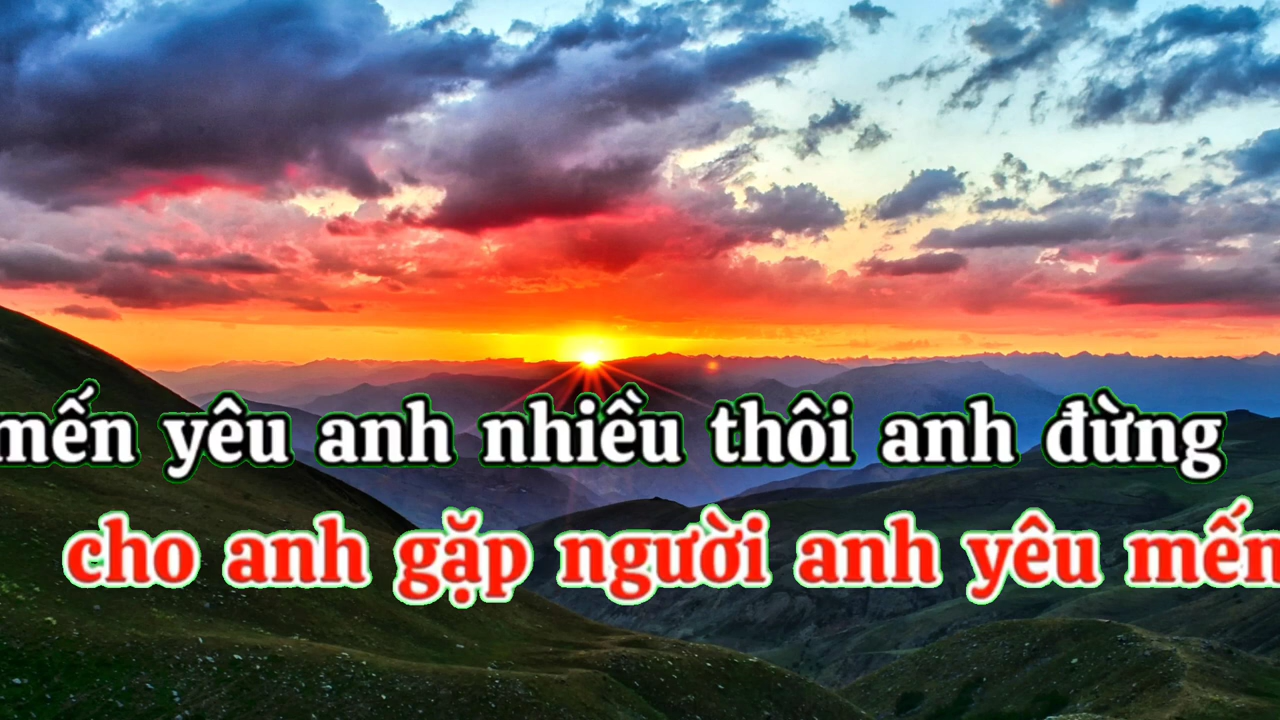 mến yêu anh nhiều thôi anh đừng
cho anh gặp người anh yêu mến